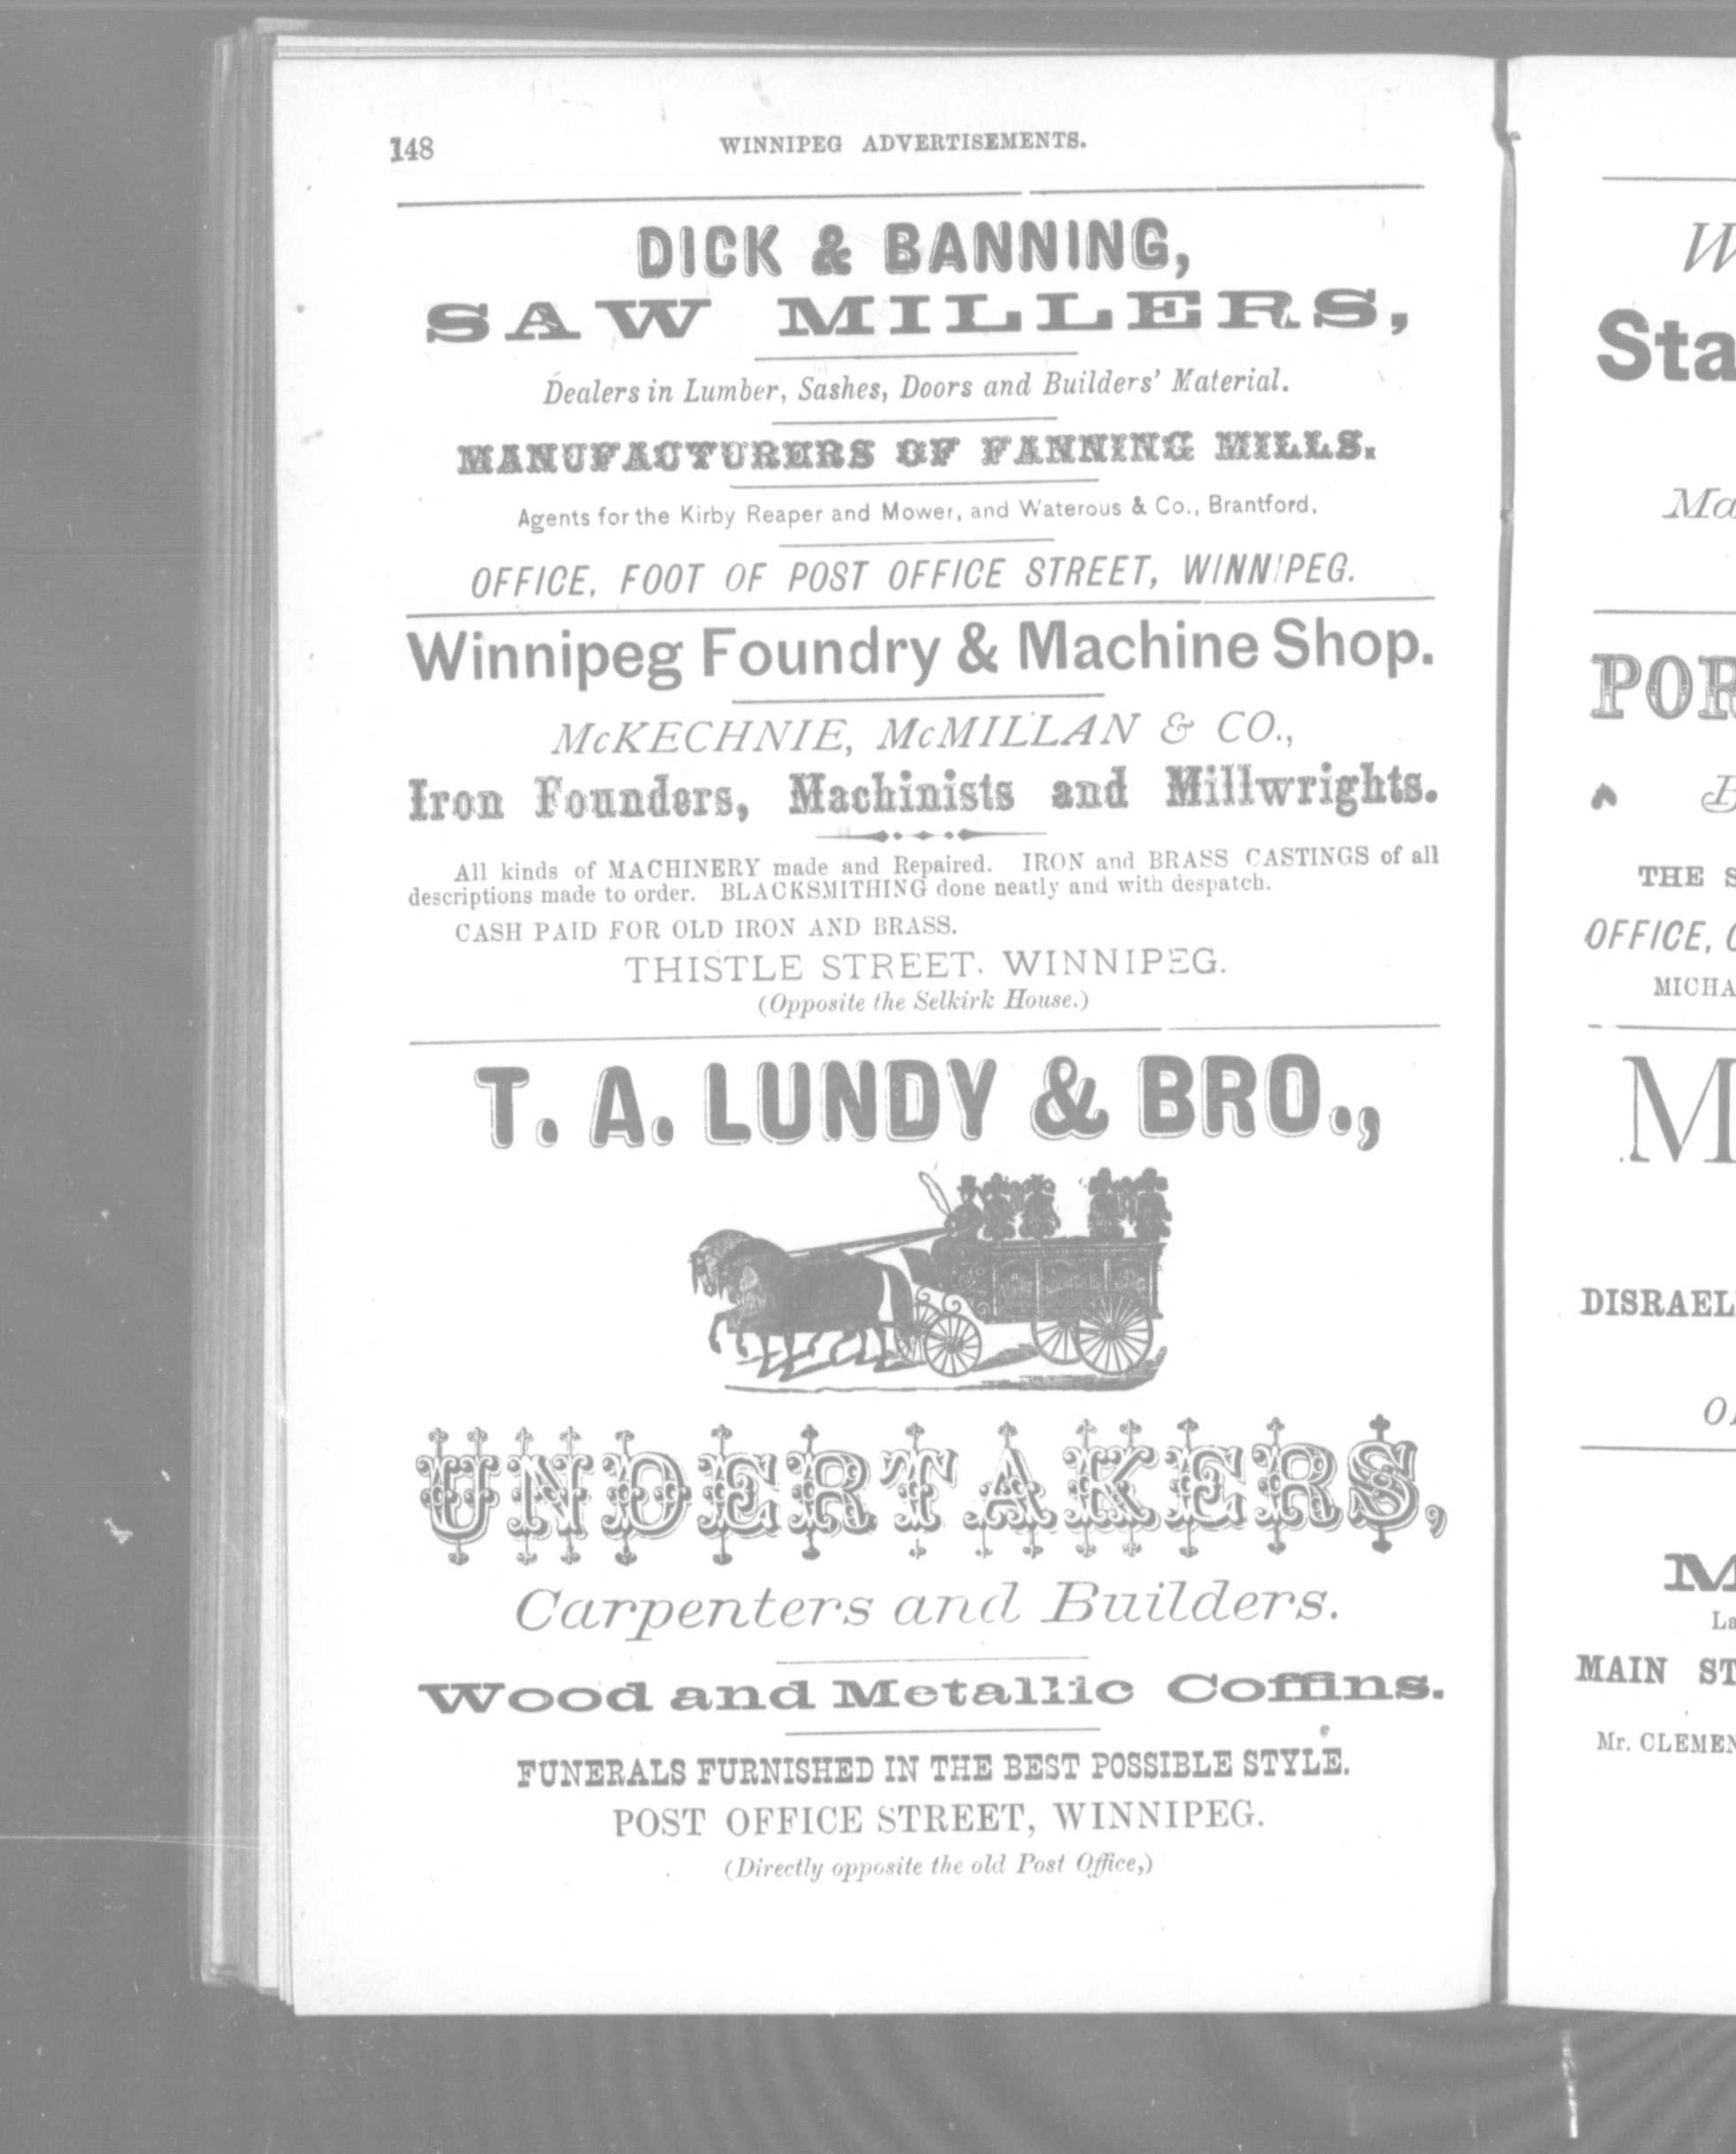 148
WINNIPEG ADVERTISEMENTS.
DICK & BANNING,
SAW MILLERS,
Dealers in Lumber, Sashes, Doors and Builders' Material.
MANUFACTURERS OF FANNING MILLS.
Agents for the Kirby Reaper and Mower, and Waterous & Co., Brantford,
OFFICE, FOOT OF POST OFFICE STREET, WINNIPEG.
Winnipeg Foundry & Machine Shop.
McKECHNIE, McMILLAN & CO.,
Iron Founders, Machinists and Millwrights.
All kinds of MACHINERY made and Repaired. IRON and BRASS CASTINGS of all
descriptions made to order. BLACKSMITHING done neatly and with despatch.
CASH PAID FOR OLD IRON AND BRASS.
THISTLE STREET. WINNIPEG.
(Opposite the Selkirk House.)
T. A. LUNDY & BRO.,
UNDERTAKERS,
Carpenters and Builders.
Wood and Metallic Coffins.
FUNERALS FURNISHED IN THE BEST POSSIBLE STYLE.
POST OFFICE STREET, WINNIPEG.
(Directly opposite the old Post Office,)
W
Sta
Ma
POR
THE S
OFFICE,
MICHA
M
DISRAEL
M
La
MAIN ST
Mr. CLEMEN